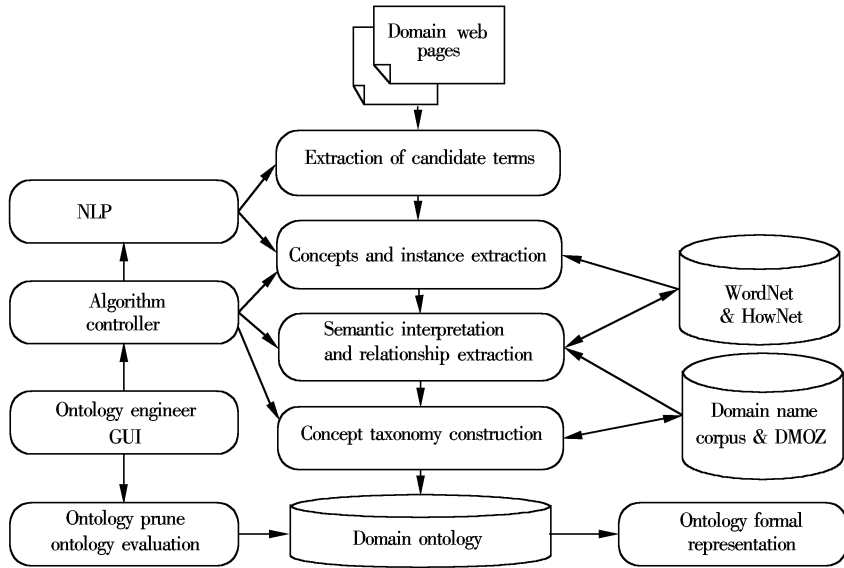 Domain web
pages
Extraction of candidate terms
NLP
Concepts and instance extraction
Algorithm
controller
WordNet
& HowNet
Semantic interpretation
and relationship extraction
Ontology engineer
GUI
Concept taxonomy construction
Domain name
corpus & DMOZ
Ontology prune
ontology evaluation
Domain ontology
Ontology formal
representation